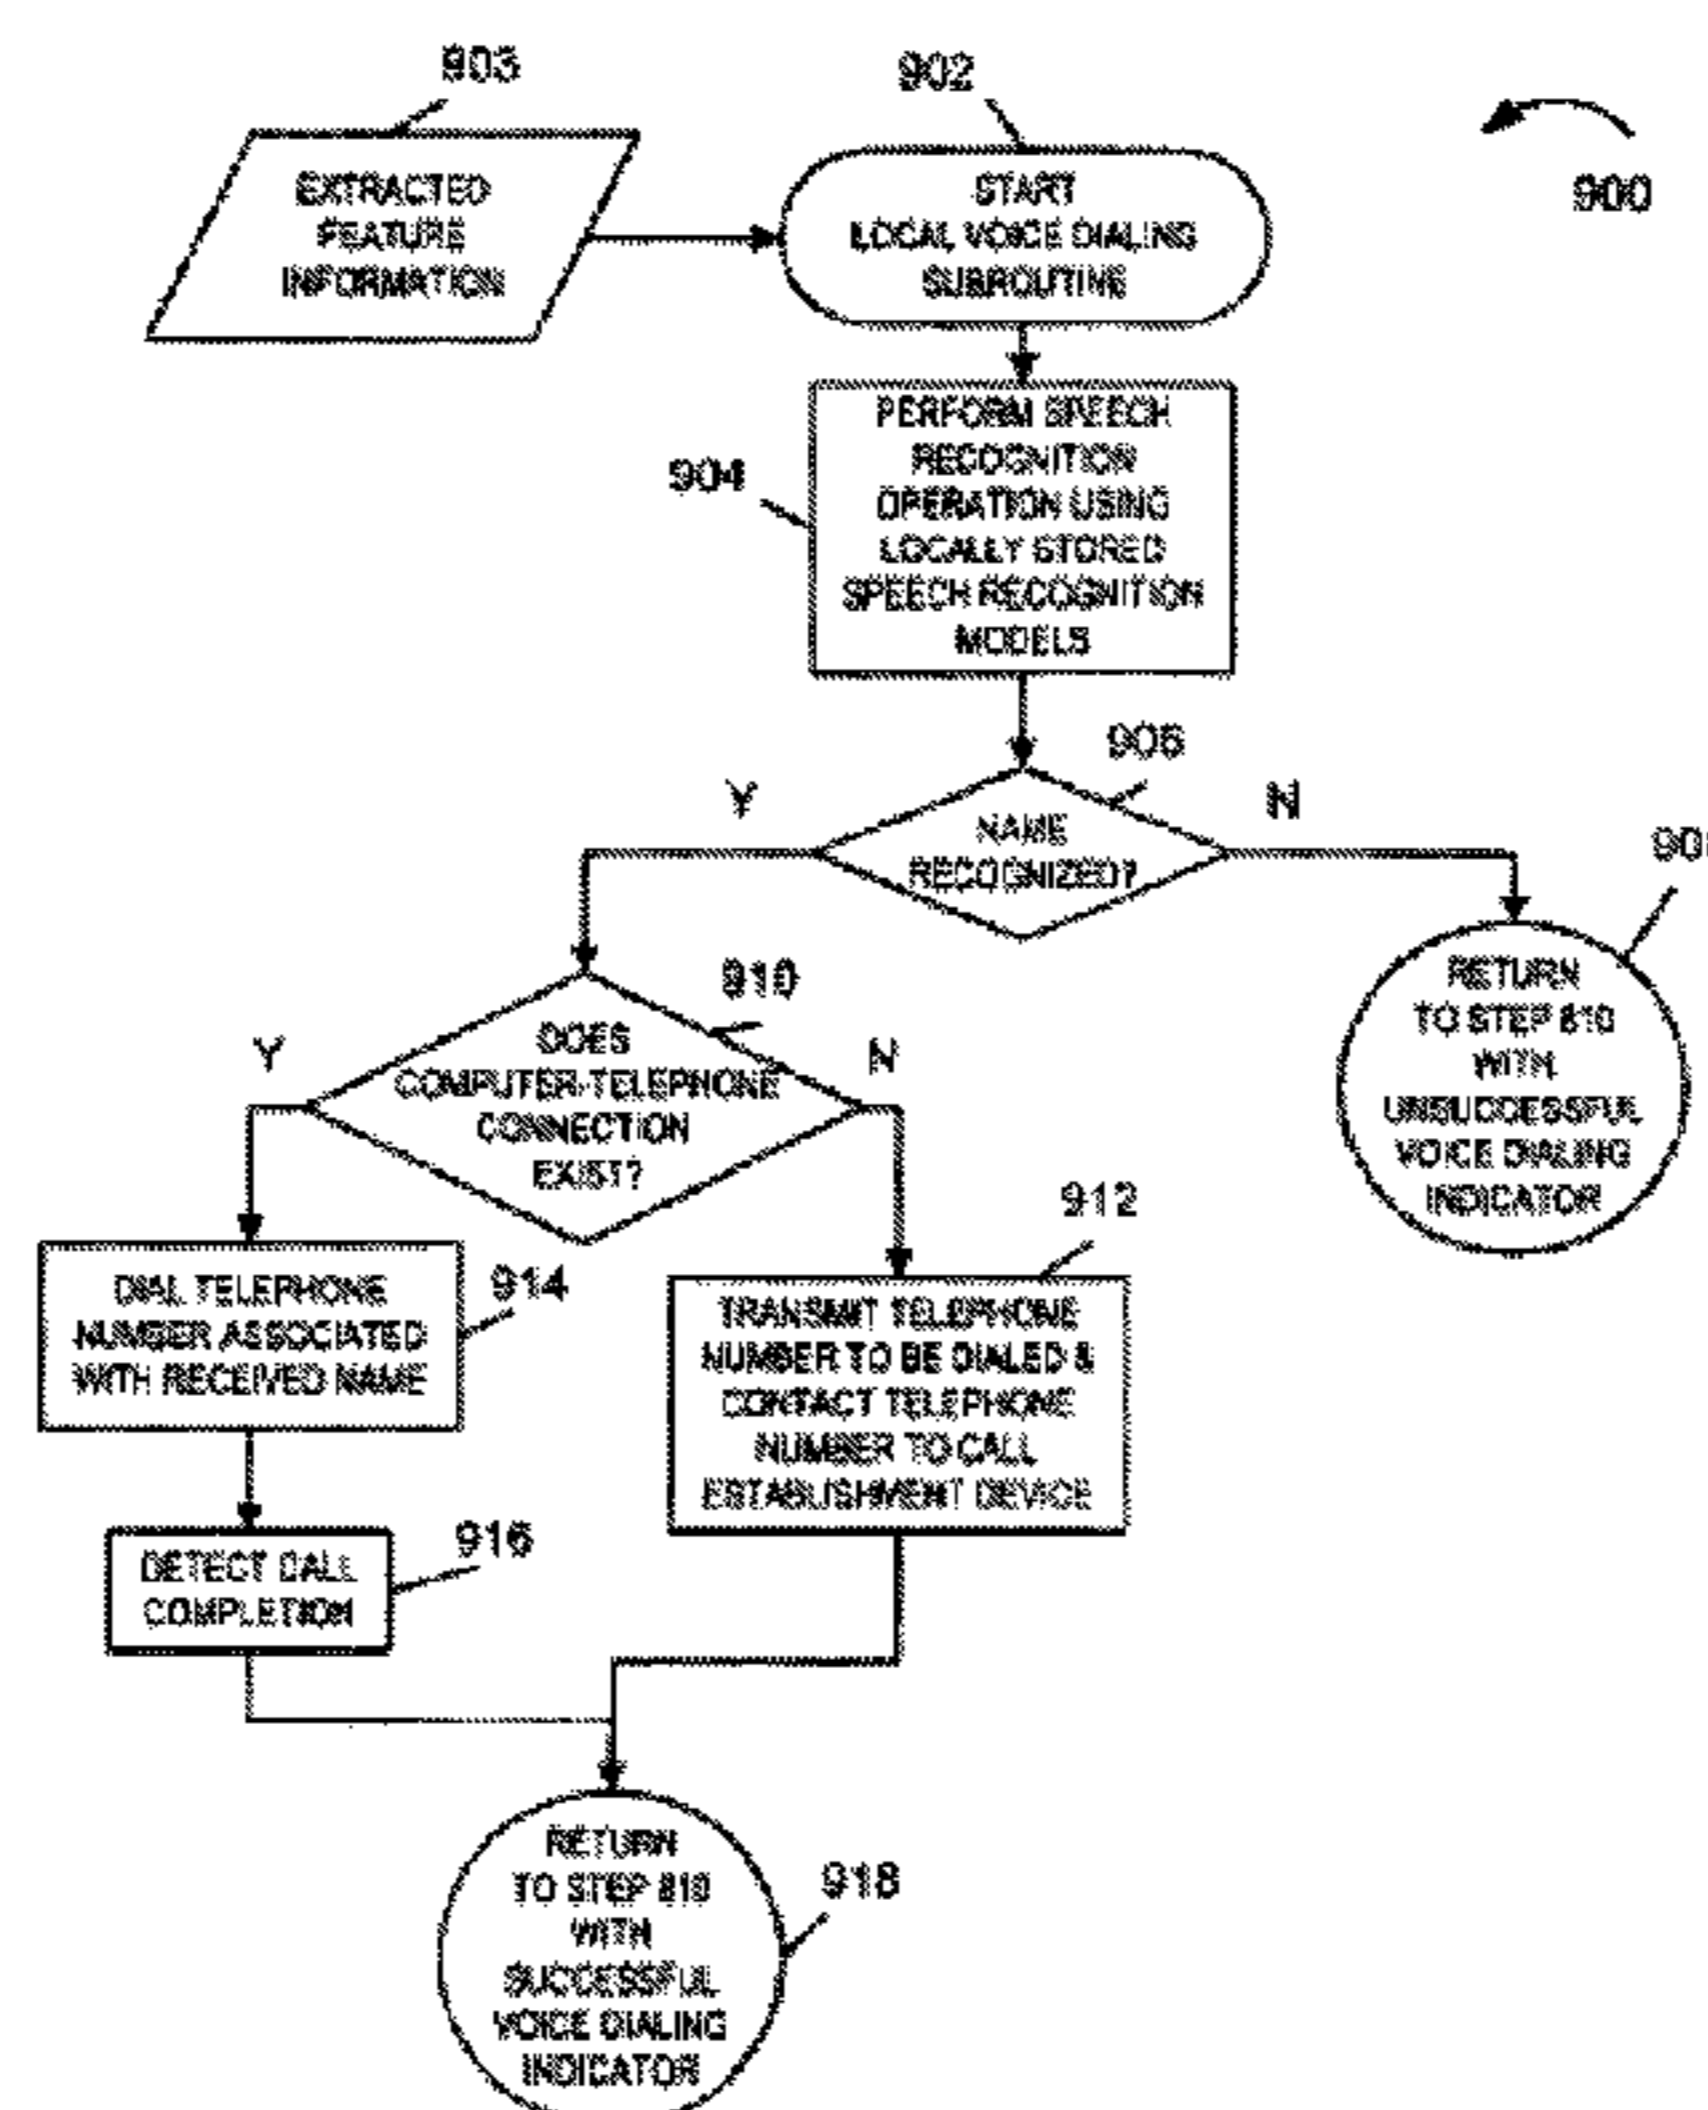 903
902
900
EXTRACTED
FEATURE
INFORMATION
START
LOCAL VOICE DIALING
SUBROUTINE
904
PERFORM SPEECH
RECOGNITION
OPERATION USING
LOCALLY STORED
SPEECH RECOGNITION
MODELS
906
Y
N
NAME
RECOGNIZED?
910
Y
N
DOES
COMPUTER-TELEPHONE
CONNECTION
EXIST?
RETURN
TO STEP 810
WITH
UNSUCCESSFUL
VOICE DIALING
INDICATOR
912
914
DIAL TELEPHONE
NUMBER ASSOCIATED
WITH RECEIVED NAME
TRANSMIT TELEPHONE
NUMBER TO BE DIALED &
CONTACT TELEPHONE
NUMBER TO CALL
ESTABLISHMENT DEVICE
916
DETECT CALL
COMPLETION
918
RETURN
TO STEP 810
WITH
SUCCESSFUL
VOICE DIALING
INDICATOR